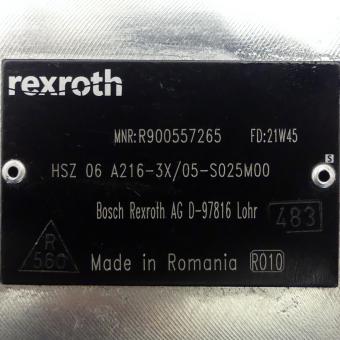 rexroth
MNR:R900557265 FD:21W45
HSZ 06 A216-3X/05-S025M00
S
Bosch Rexroth AG D-97816 Lohr
483
R
560
Made in Romania R010